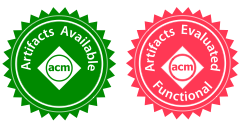 Artifacts Available
acm
Artifacts Evaluated
acm
Functional